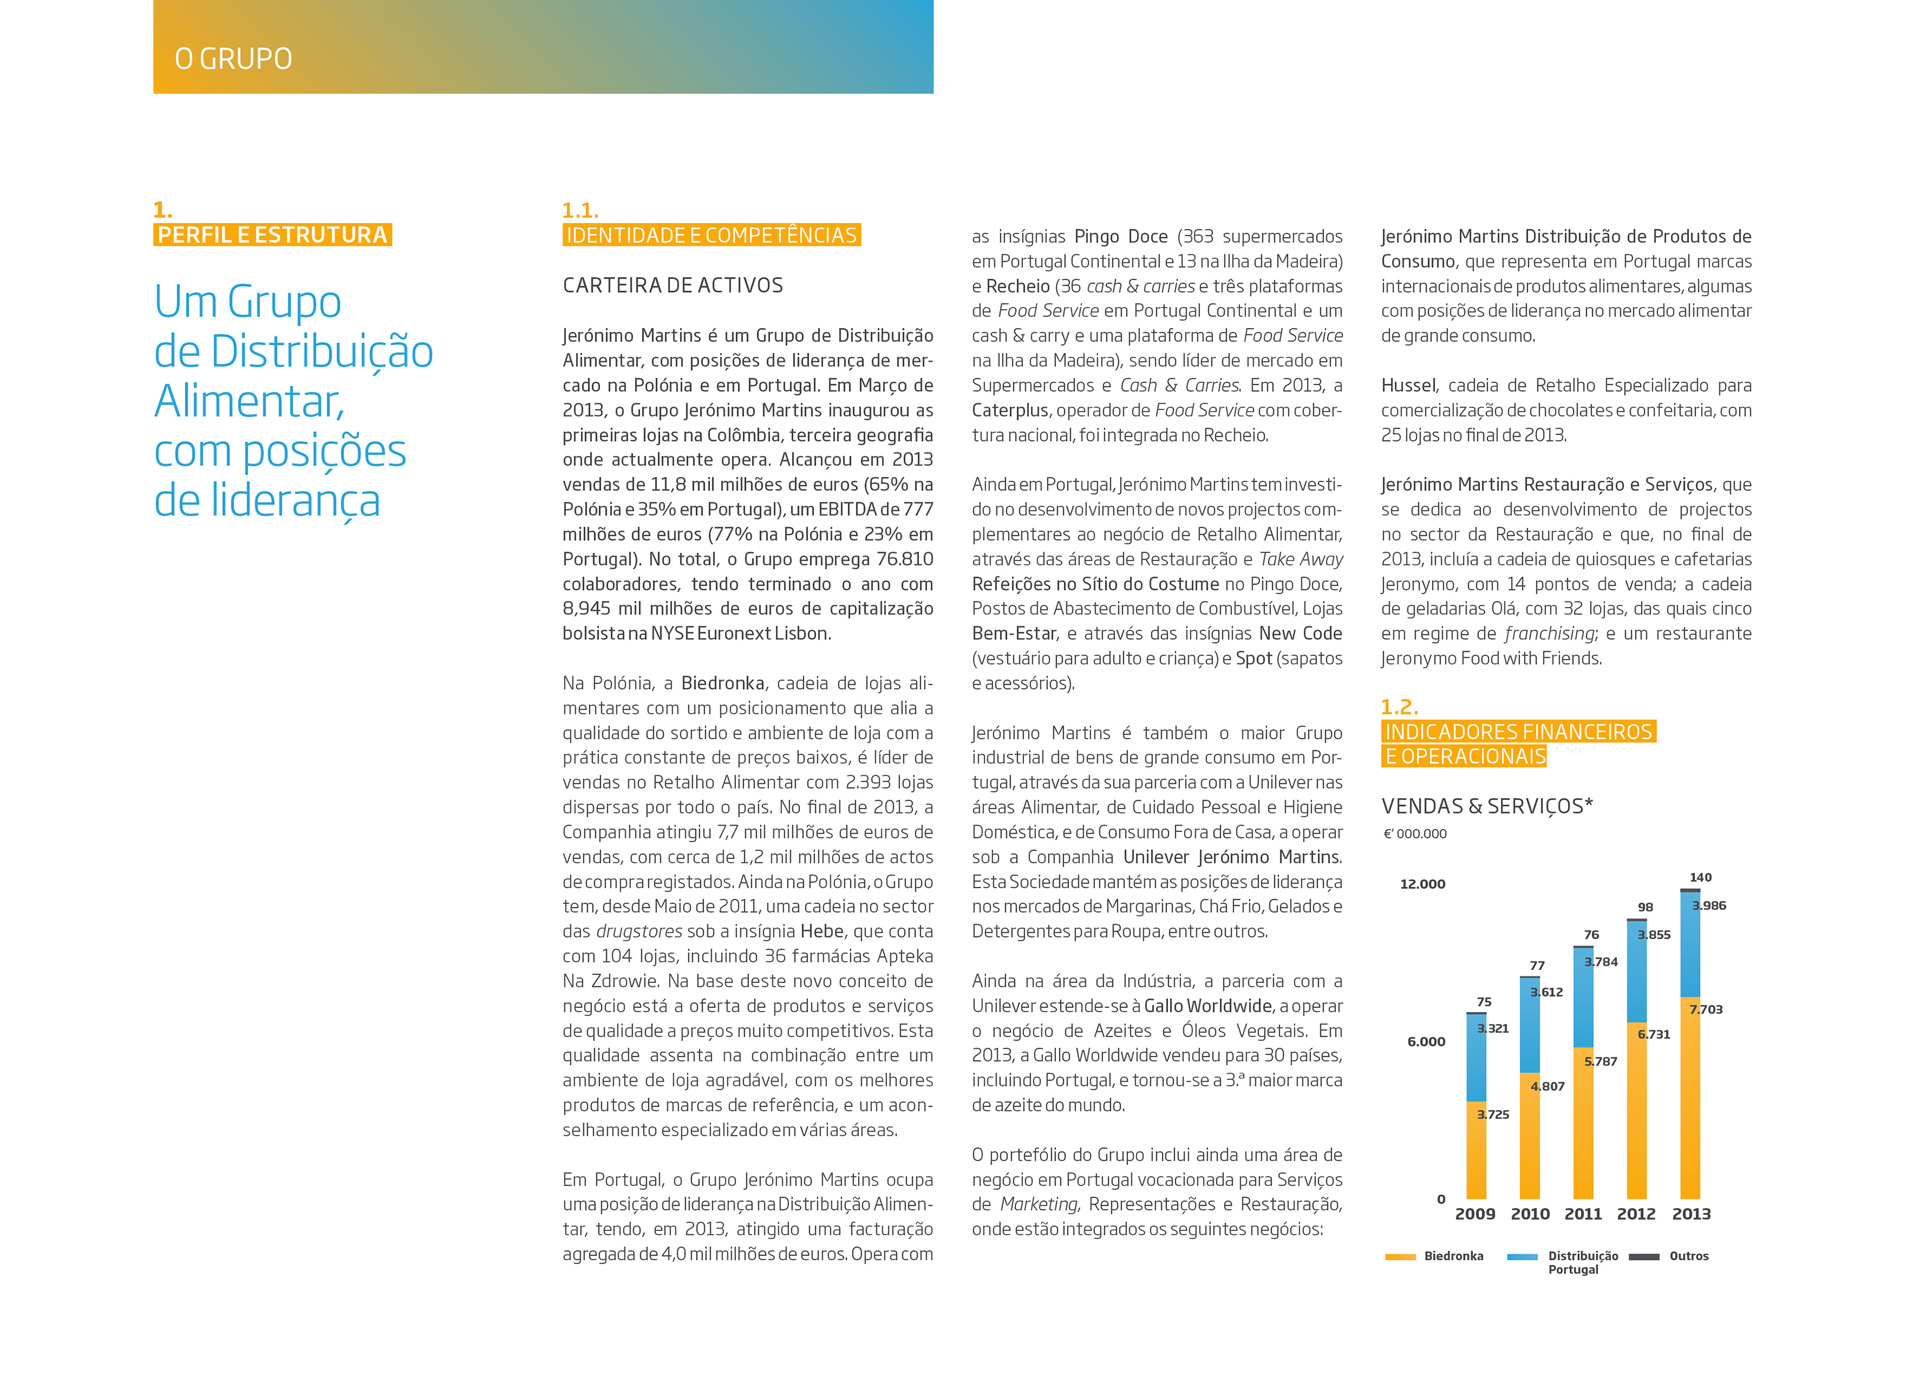 O GRUPO
1.
PERFIL E ESTRUTURA
Um Grupo
de Distribuição
Alimentar,
com posições
de liderança
1.1.
IDENTIDADE E COMPETÊNCIAS
CARTEIRA DE ACTIVOS
Jerónimo Martins é um Grupo de Distribuição
Alimentar, com posições de liderança de mer-
cado na Polónia e em Portugal. Em Março de
2013, o Grupo Jerónimo Martins inaugurou as
primeiras lojas na Colômbia, terceira geografia
onde actualmente opera. Alcançou em 2013
vendas de 11,8 mil milhões de euros (65% na
Polónia e 35% em Portugal), um EBITDA de 777
milhões de euros (77% na Polónia e 23% em
Portugal). No total, o Grupo emprega 76.810
colaboradores, tendo terminado o ano com
8,945 mil milhões de euros de capitalização
bolsista na NYSE Euronext Lisbon.
Na Polónia, a Biedronka, cadeia de lojas ali-
mentares com um posicionamento que alia a
qualidade do sortido e ambiente de loja com a
prática constante de preços baixos, é líder de
vendas no Retalho Alimentar com 2.393 lojas
dispersas por todo o país. No final de 2013, a
Companhia atingiu 7,7 mil milhões de euros de
vendas, com cerca de 1,2 mil milhões de actos
de compra registados. Ainda na Polónia, o Grupo
tem, desde Maio de 2011, uma cadeia no sector
das drugstores sob a insígnia Hebe, que conta
com 104 lojas, incluindo 36 farmácias Apteka
Na Zdrowie. Na base deste novo conceito de
negócio está a oferta de produtos e serviços
de qualidade a preços muito competitivos. Esta
qualidade assenta na combinação entre um
ambiente de loja agradável, com os melhores
produtos de marcas de referência, e um acon-
selhamento especializado em várias áreas.
Em Portugal, o Grupo Jerónimo Martins ocupa
uma posição de liderança na Distribuição Alimen-
tar, tendo, em 2013, atingido uma facturação
agregada de 4,0 mil milhões de euros. Opera com
as insígnias Pingo Doce (363 supermercados
em Portugal Continental e 13 na Ilha da Madeira)
e Recheio (36 cash & carries e três plataformas
de Food Service em Portugal Continental e um
cash & carry e uma plataforma de Food Service
na Ilha da Madeira), sendo líder de mercado em
Supermercados e Cash & Carries. Em 2013, a
Caterplus, operador de Food Service com cober-
tura nacional, foi integrada no Recheio.
Ainda em Portugal, Jerónimo Martins tem investi-
do no desenvolvimento de novos projectos com-
plementares ao negócio de Retalho Alimentar,
através das áreas de Restauração e Take Away
Refeições no Sítio do Costume no Pingo Doce,
Postos de Abastecimento de Combustível, Lojas
Bem-Estar, e através das insígnias New Code
(vestuário para adulto e criança) e Spot (sapatos
e acessórios).
Jerónimo Martins é também o maior Grupo
industrial de bens de grande consumo em Por-
tugal, através da sua parceria com a Unilever nas
áreas Alimentar, de Cuidado Pessoal e Higiene
Doméstica, e de Consumo Fora de Casa, a operar
sob a Companhia Unilever Jerónimo Martins.
Esta Sociedade mantém as posições de liderança
nos mercados de Margarinas, Chá Frio, Gelados e
Detergentes para Roupa, entre outros.
Ainda na área da Indústria, a parceria com a
Unilever estende-se à Gallo Worldwide, a operar
o negócio de Azeites e Óleos Vegetais. Em
2013, a Gallo Worldwide vendeu para 30 países,
incluindo Portugal, e tornou-se a 3.ª maior marca
de azeite do mundo.
O portefólio do Grupo inclui ainda uma área de
negócio em Portugal vocacionada para Serviços
de Marketing, Representações e Restauração,
onde estão integrados os seguintes negócios:
Jerónimo Martins Distribuição de Produtos de
Consumo, que representa em Portugal marcas
internacionais de produtos alimentares, algumas
com posições de liderança no mercado alimentar
de grande consumo.
Hussel, cadeia de Retalho Especializado para
comercialização de chocolates e confeitaria, com
25 lojas no final de 2013.
Jerónimo Martins Restauração e Serviços, que
se dedica ao desenvolvimento de projectos
no sector da Restauração e que, no final de
2013, incluía a cadeia de quiosques e cafetarias
Jeronymo, com 14 pontos de venda; a cadeia
de geladarias Olá, com 32 lojas, das quais cinco
em regime de franchising; e um restaurante
Jeronymo Food with Friends.
1.2.
INDICADORES FINANCEIROS
E OPERACIONAIS
VENDAS & SERVIÇOS*
€' 000.000
12.000
6.000
0
75
3.321
3.725
77
3.612
4.807
76
3.784
5.787
98
3.855
6.731
140
3.986
7.703
2009 2010 2011 2012 2013
Biedronka
Distribuição
Portugal
Outros